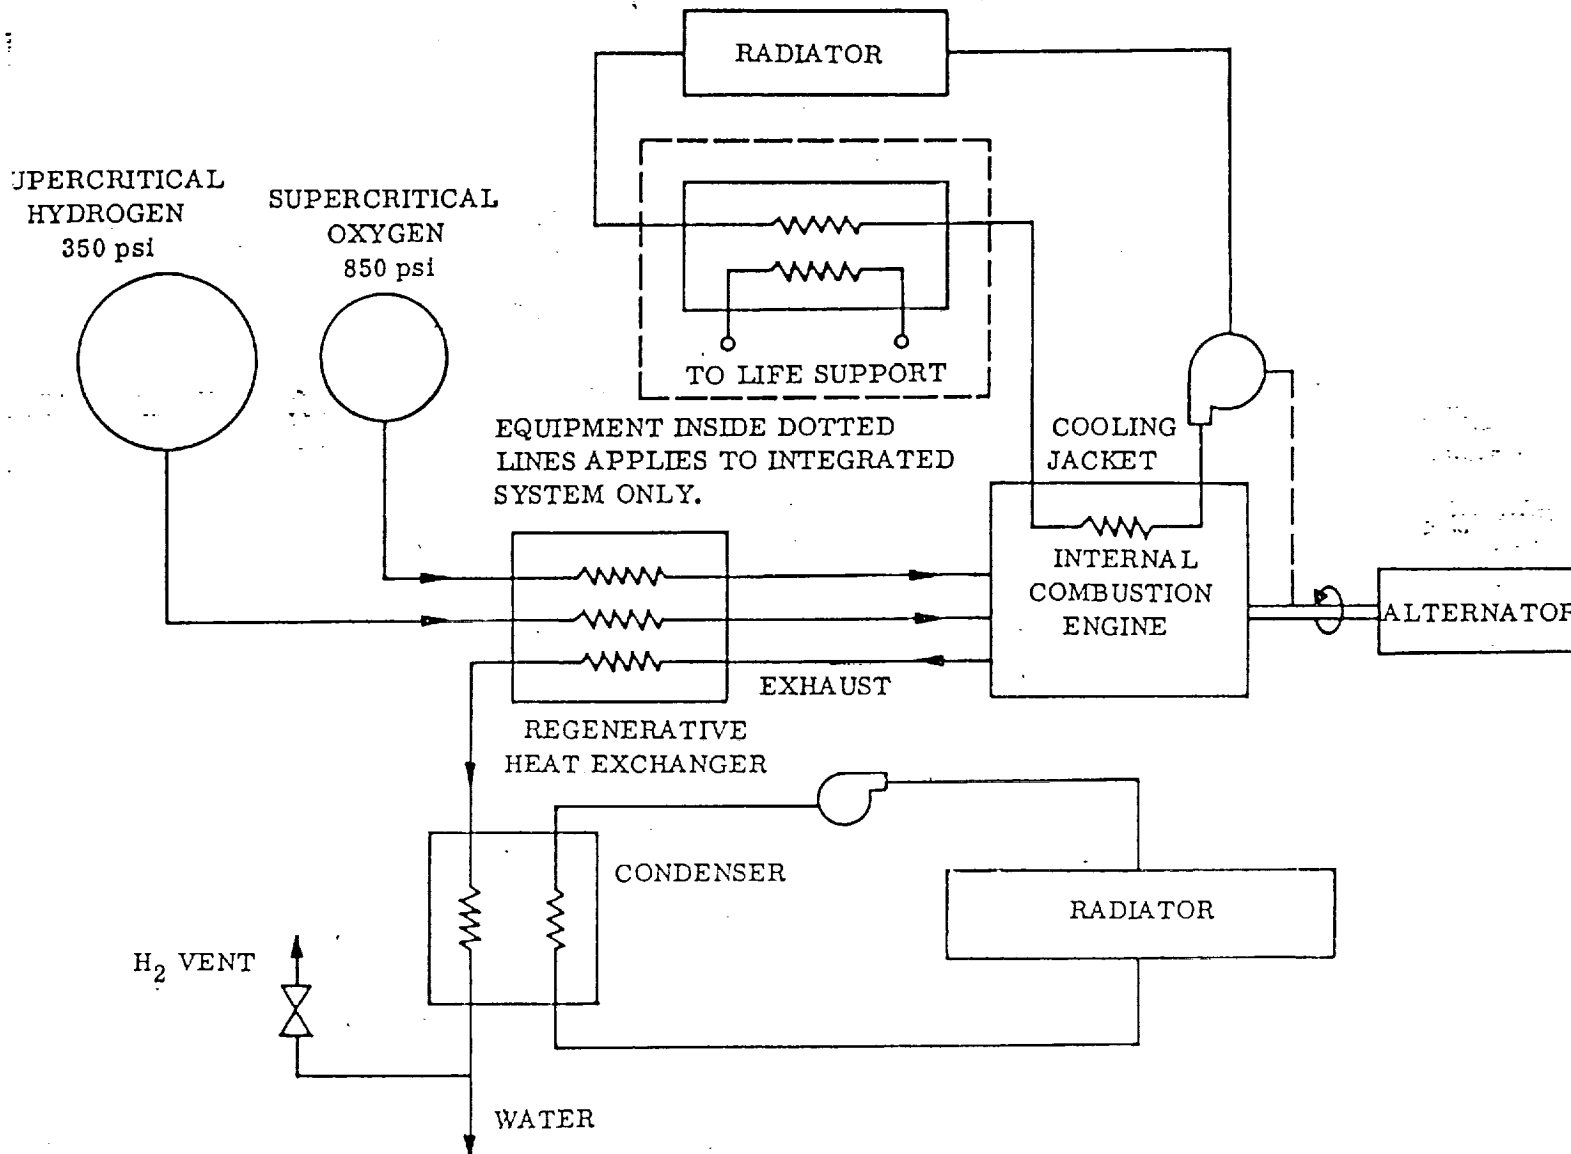 RADIATOR
UPERCRITICAL
HYDROGEN
350 psi
SUPERCRITICAL
OXYGEN
850 psi
TO LIFE SUPPORT
EQUIPMENT INSIDE DOTTED
LINES APPLIES TO INTEGRATED
SYSTEM ONLY.
COOLING
JACKET
INTERNAL
COMBUSTION
ENGINE
ALTERNATOR
EXHAUST
REGENERATIVE
HEAT EXCHANGER
CONDENSER
RADIATOR
H₂ VENT
WATER